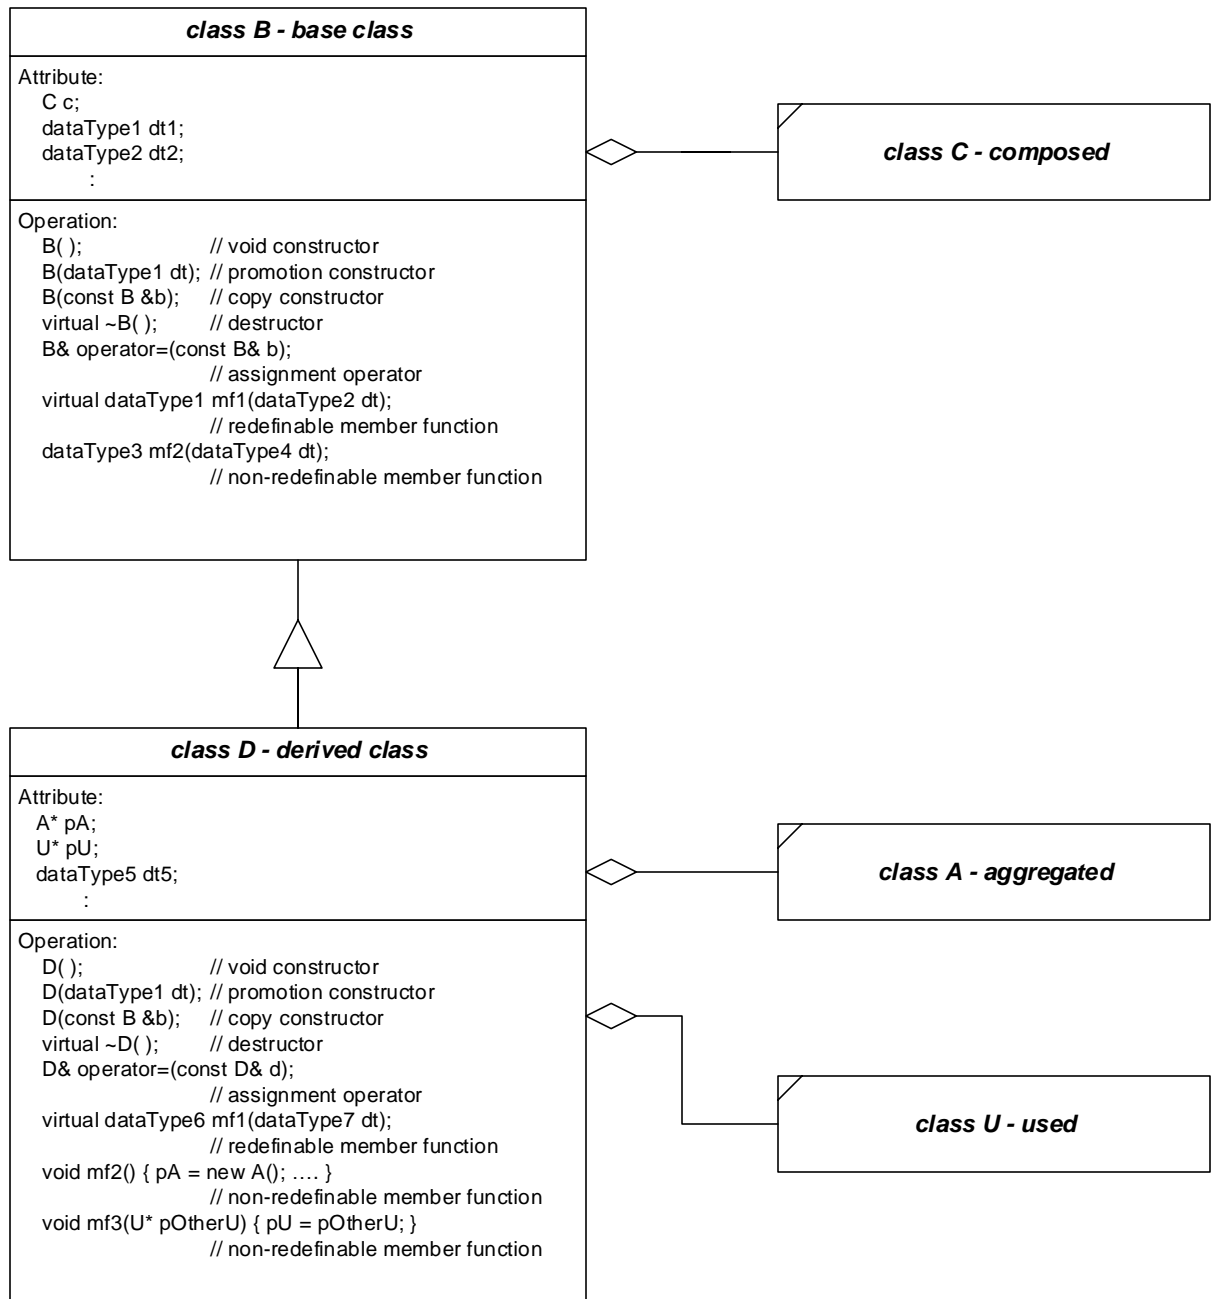 class B - base class
Attribute:
C c;
dataType1 dt1;
dataType2 dt2;
:
class C - composed
Operation:
B( ); // void constructor
B(dataType1 dt); // promotion constructor
B(const B &b); // copy constructor
virtual ~B( ); // destructor
B& operator=(const B& b);
// assignment operator
virtual dataType1 mf1(dataType2 dt);
// redefinable member function
dataType3 mf2(dataType4 dt);
// non-redefinable member function
class D - derived class
Attribute:
A* pA;
U* pU;
dataType5 dt5;
:
class A - aggregated
Operation:
D( ); // void constructor
D(dataType1 dt); // promotion constructor
D(const B &b); // copy constructor
virtual ~D( ); // destructor
D& operator=(const D& d);
// assignment operator
virtual dataType6 mf1(dataType7 dt);
// redefinable member function
void mf2() { pA = new A(); .... }
// non-redefinable member function
void mf3(U* pOtherU) { pU = pOtherU; }
// non-redefinable member function
class U - used